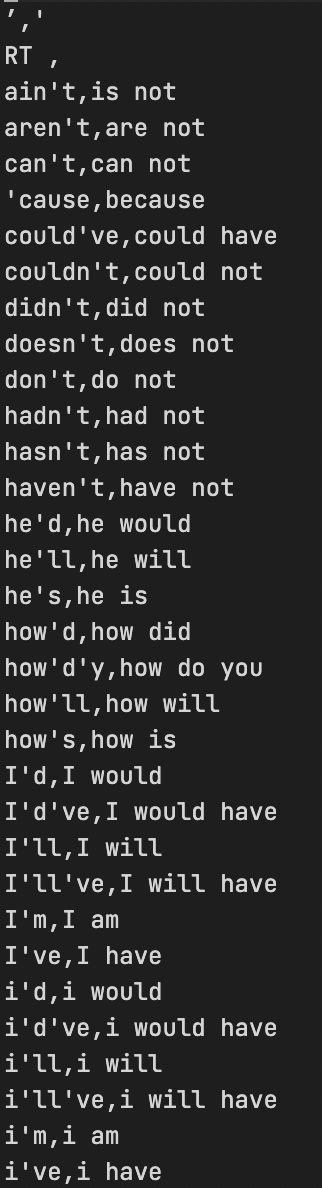 ’,'
RT ,
ain't,is not
aren't,are not
can't,can not
'cause,because
could've,could have
couldn't,could not
didn't,did not
doesn't,does not
don't,do not
hadn't,had not
hasn't,has not
haven't,have not
he'd,he would
he'll,he will
he's,he is
how'd,how did
how'd'y,how do you
how'll,how will
how's,how is
I'd,I would
I'd've,I would have
I'll,I will
I'll've,I will have
I'm,I am
I've,I have
i'd,i would
i'd've,i would have
i'll,i will
i'll've,i will have
i'm,i am
i've,i have